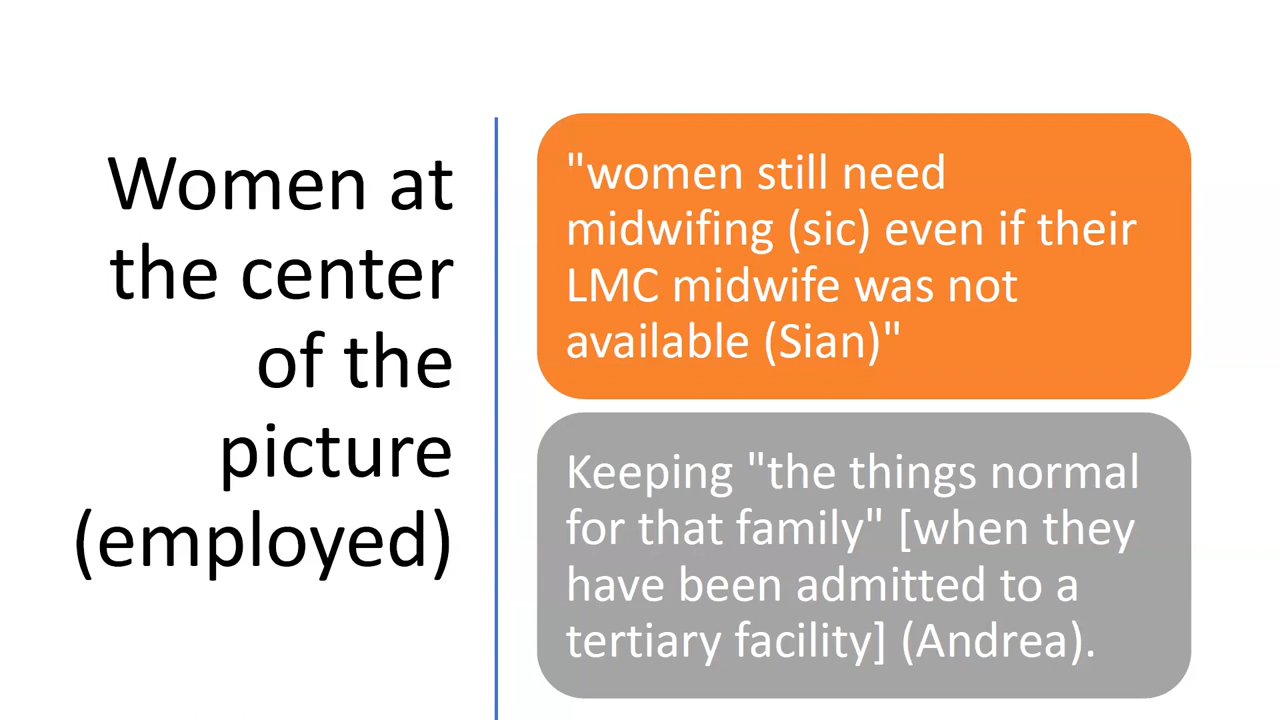 Women at
the center
of the
picture
(employed)
"women still need
midwifing (sic) even if their
LMC midwife was not
available (Sian)"
Keeping "the things normal
for that family" [when they
have been admitted to a
tertiary facility] (Andrea).